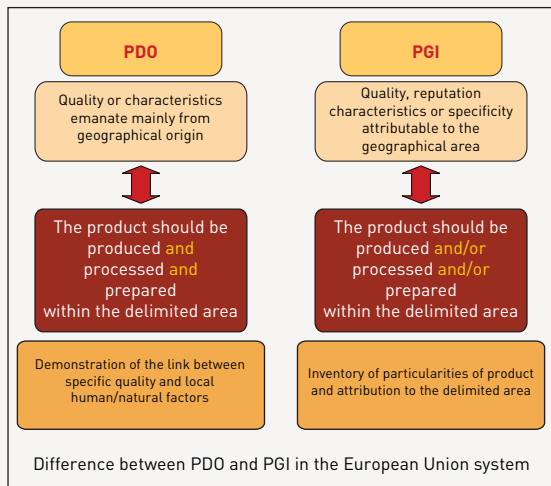 PDO
Quality or characteristics
emanate mainly from
geographical origin
The product should be
produced and
processed and
prepared
within the delimited area
Demonstration of the link between
specific quality and local
human/natural factors
PGI
Quality, reputation
characteristics or specificity
attributable to the
geographical area
The product should be
produced and/or
processed and/or
prepared
within the delimited area
Inventory of particularities of product
and attribution to the delimited area
Difference between PDO and PGI in the European Union system